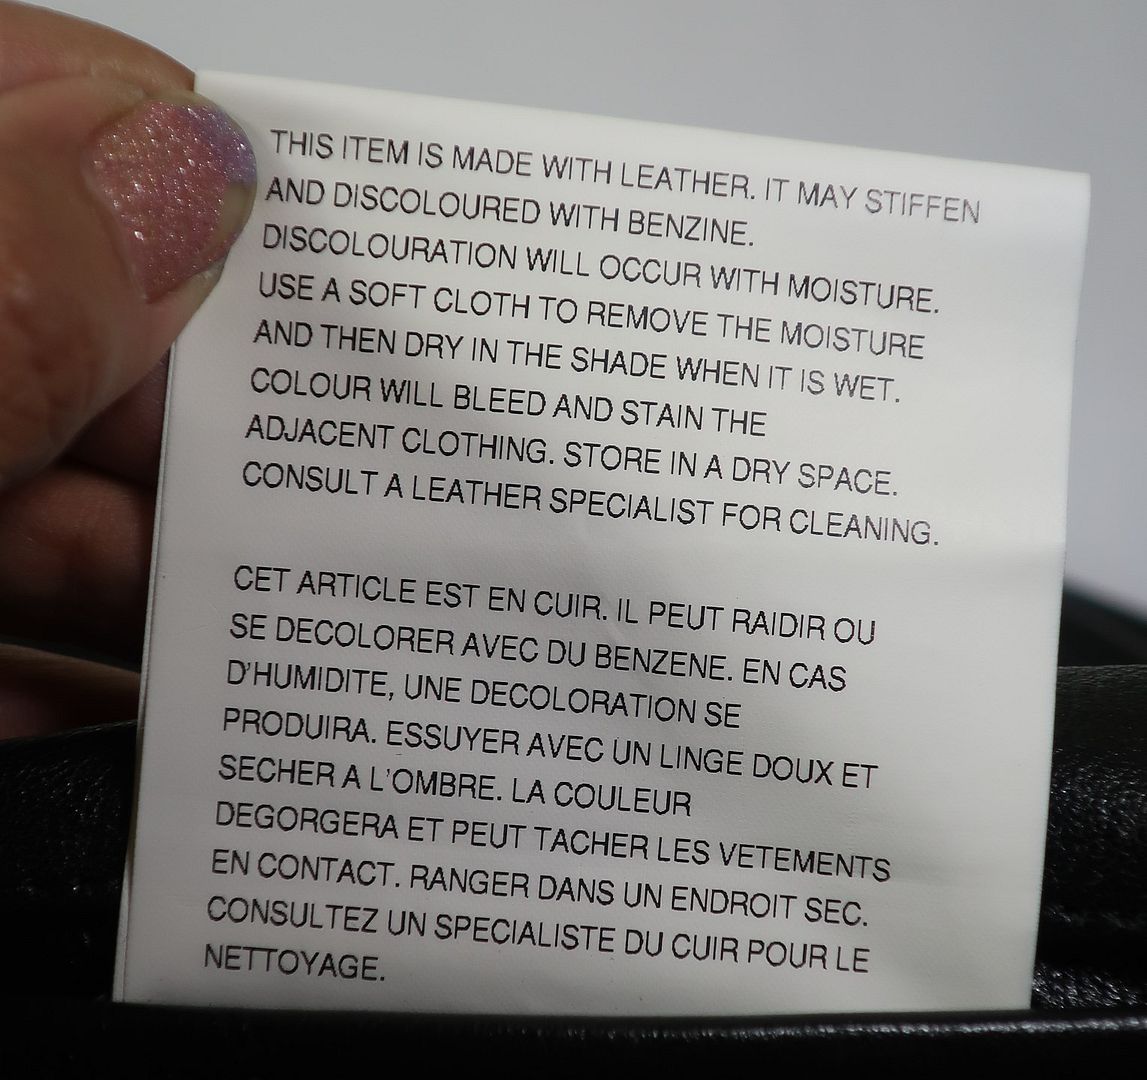 THIS ITEM IS MADE WITH LEATHER. IT MAY STIFFEN
AND DISCOLOURED WITH BENZINE.
DISCOLOURATION WILL OCCUR WITH MOISTURE.
USE A SOFT CLOTH TO REMOVE THE MOISTURE
AND THEN DRY IN THE SHADE WHEN IT IS WET.
COLOUR WILL BLEED AND STAIN THE
ADJACENT CLOTHING. STORE IN A DRY SPACE.
CONSULT A LEATHER SPECIALIST FOR CLEANING.
CET ARTICLE EST EN CUIR. IL PEUT RAIDIR OU
SE DECOLORER AVEC DU BENZENE. EN CAS
D'HUMIDITE, UNE DECOLORATION SE
PRODUIRA. ESSUYER AVEC UN LINGE DOUX ET
SECHER A L'OMBRE. LA COULEUR
DEGORGERA ET PEUT TACHER LES VETEMENTS
EN CONTACT. RANGER DANS UN ENDROIT SEC.
CONSULTEZ UN SPECIALISTE DU CUIR POUR LE
NETTOYAGE.